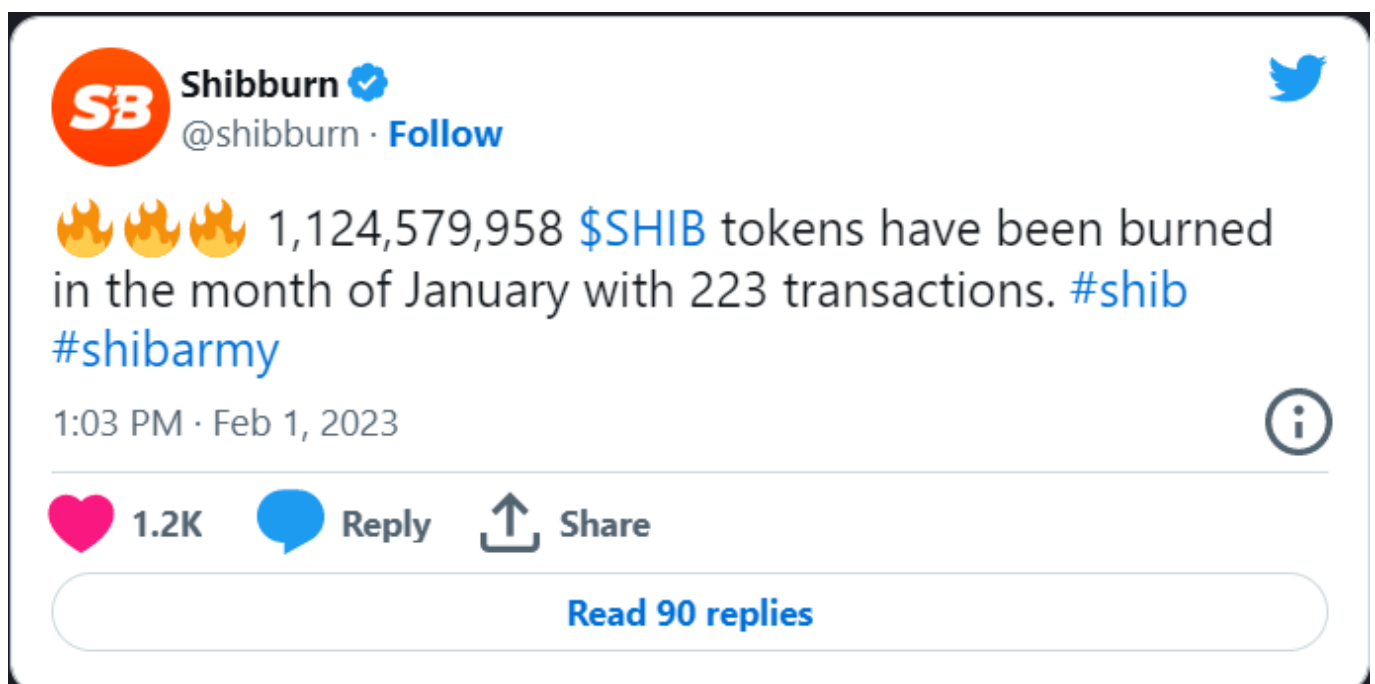 SB
Shibburn
@shibburn · Follow
🔥🔥🔥 1,124,579,958 $SHIB tokens have been burned
in the month of January with 223 transactions. #shib
#shibarmy
1:03 PM · Feb 1, 2023
1.2K Reply Share
Read 90 replies